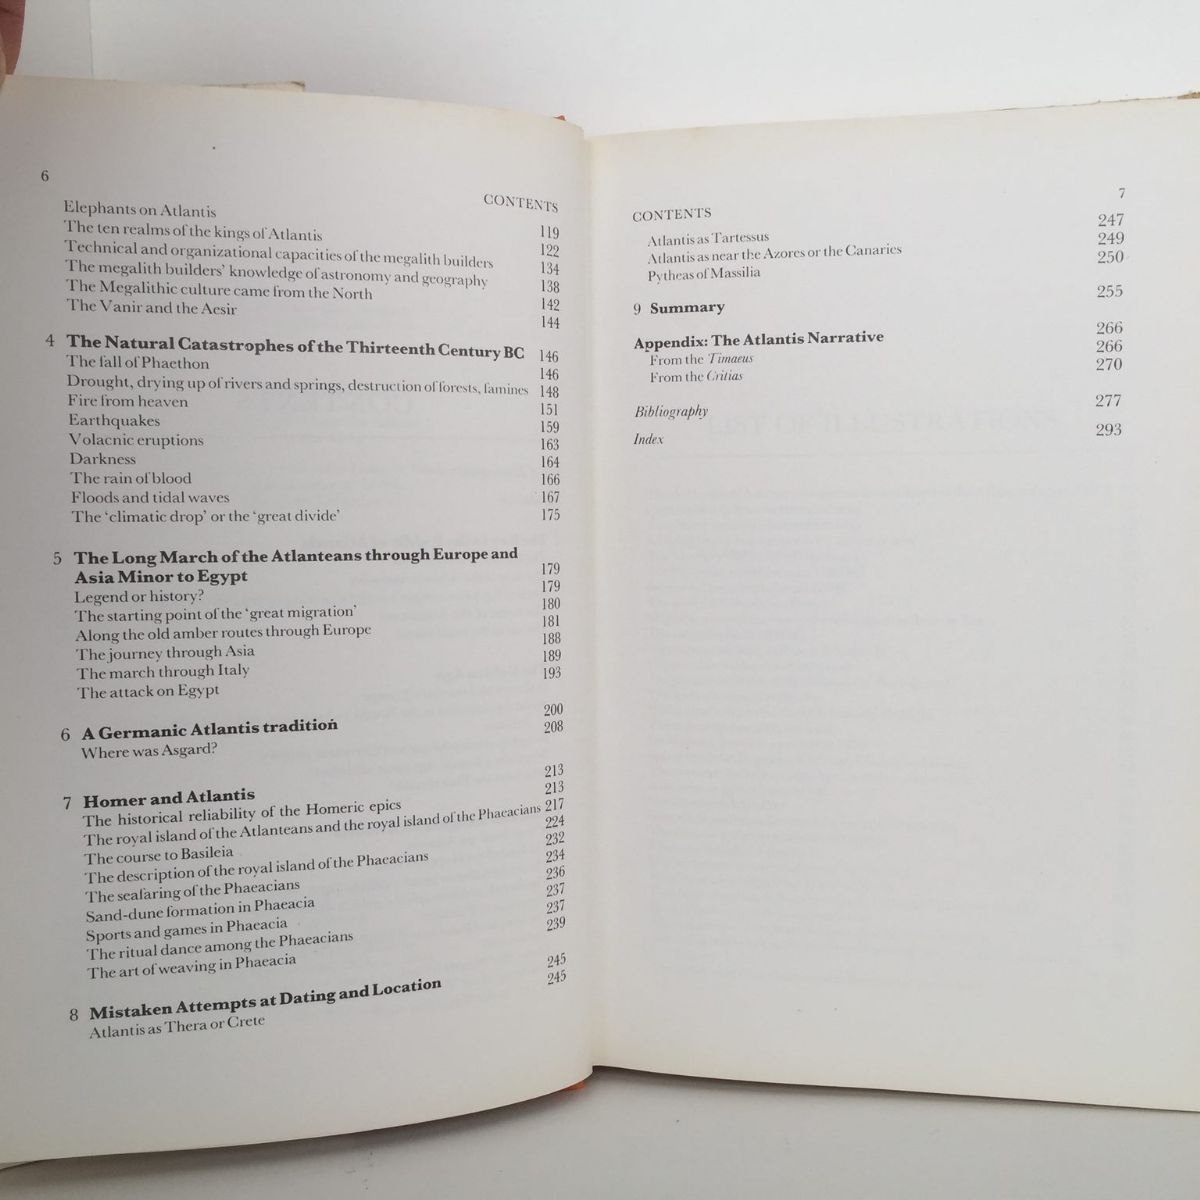 6
CONTENTS
Elephants on Atlantis 119
The ten realms of the kings of Atlantis 122
Technical and organizational capacities of the megalith builders 134
The megalith builders' knowledge of astronomy and geography 138
The Megalithic culture came from the North 142
The Vanir and the Aesir 144
4 The Natural Catastrophes of the Thirteenth Century BC 146
The fall of Phaethon 146
Drought, drying up of rivers and springs, destruction of forests, famines 148
Fire from heaven 151
Earthquakes 159
Volacnic eruptions 163
Darkness 164
The rain of blood 166
Floods and tidal waves 167
The 'climatic drop' or the 'great divide' 175
5 The Long March of the Atlanteans through Europe and
Asia Minor to Egypt 179
Legend or history? 179
The starting point of the 'great migration' 180
Along the old amber routes through Europe 181
The journey through Asia 188
The march through Italy 189
The attack on Egypt 193
6 A Germanic Atlantis tradition 200
Where was Asgard? 208
7 Homer and Atlantis 213
The historical reliability of the Homeric epics 213
The royal island of the Atlanteans and the royal island of the Phaeacians 217
The course to Basileia 224
The description of the royal island of the Phaeacians 232
The seafaring of the Phaeacians 234
Sand-dune formation in Phaeacia 236
Sports and games in Phaeacia 237
The ritual dance among the Phaeacians 237
The art of weaving in Phaeacia 239
8 Mistaken Attempts at Dating and Location 245
Atlantis as Thera or Crete 245
7
CONTENTS
Atlantis as Tartessus 247
Atlantis as near the Azores or the Canaries 249
Pytheas of Massilia 250
9 Summary 255
Appendix: The Atlantis Narrative 266
From the Timaeus 266
From the Critias 270
Bibliography 277
Index 293
LIST OF ILLUSTRATIONS